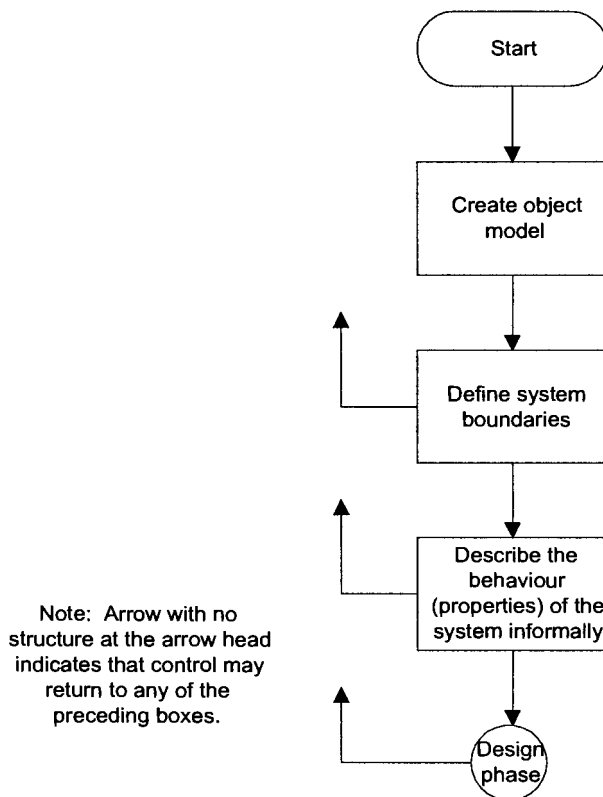 Start
Create object
model
Define system
boundaries
Describe the
behaviour
(properties) of the
system informally
Note: Arrow with no
structure at the arrow head
indicates that control may
return to any of the
preceding boxes.
Design
phase